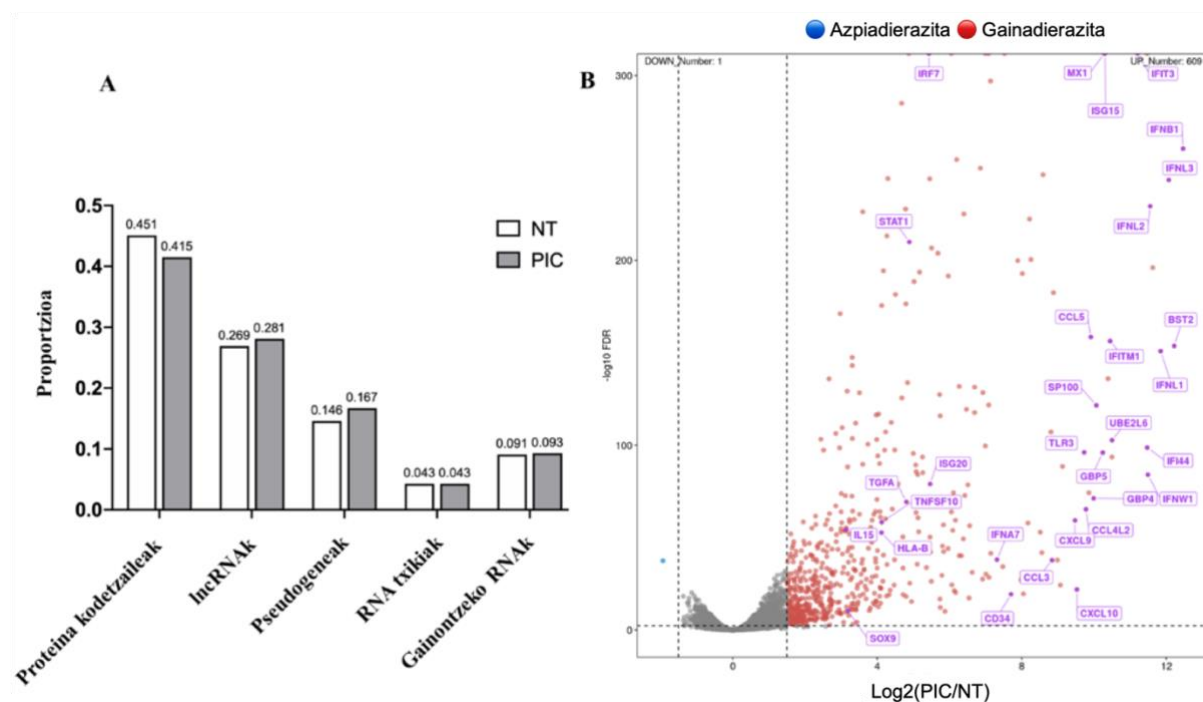 A
Proportzioa
0.5
0.4
0.3
0.2
0.1
0.0
0.451
0.415
0.269
0.281
0.146
0.167
0.043
0.043
0.091
0.093
NT
PIC
Proteina kodetzaileak
lncRNAk
Pseudogeneak
RNA txikiak
Gainontzeko RNAk
Azpiadierazita
Gainadierazita
B
DOWN_Number: 1
UP_Number: 609
-log10 FDR
300
200
100
0
IRF7
MX1
IFIT3
ISG15
IFNB1
IFNL3
STAT1
IFNL2
CCL5
BST2
IFITM1
IFNL1
SP100
UBE2L6
TLR3
ISG20
IFI44
TGFA
GBP5
TNFSF10
GBP4
IFNW1
IL15
IFNA7
CCL4L2
HLA-B
CXCL9
CCL3
CD34
CXCL10
SOX9
0
4
8
12
Log2(PIC/NT)